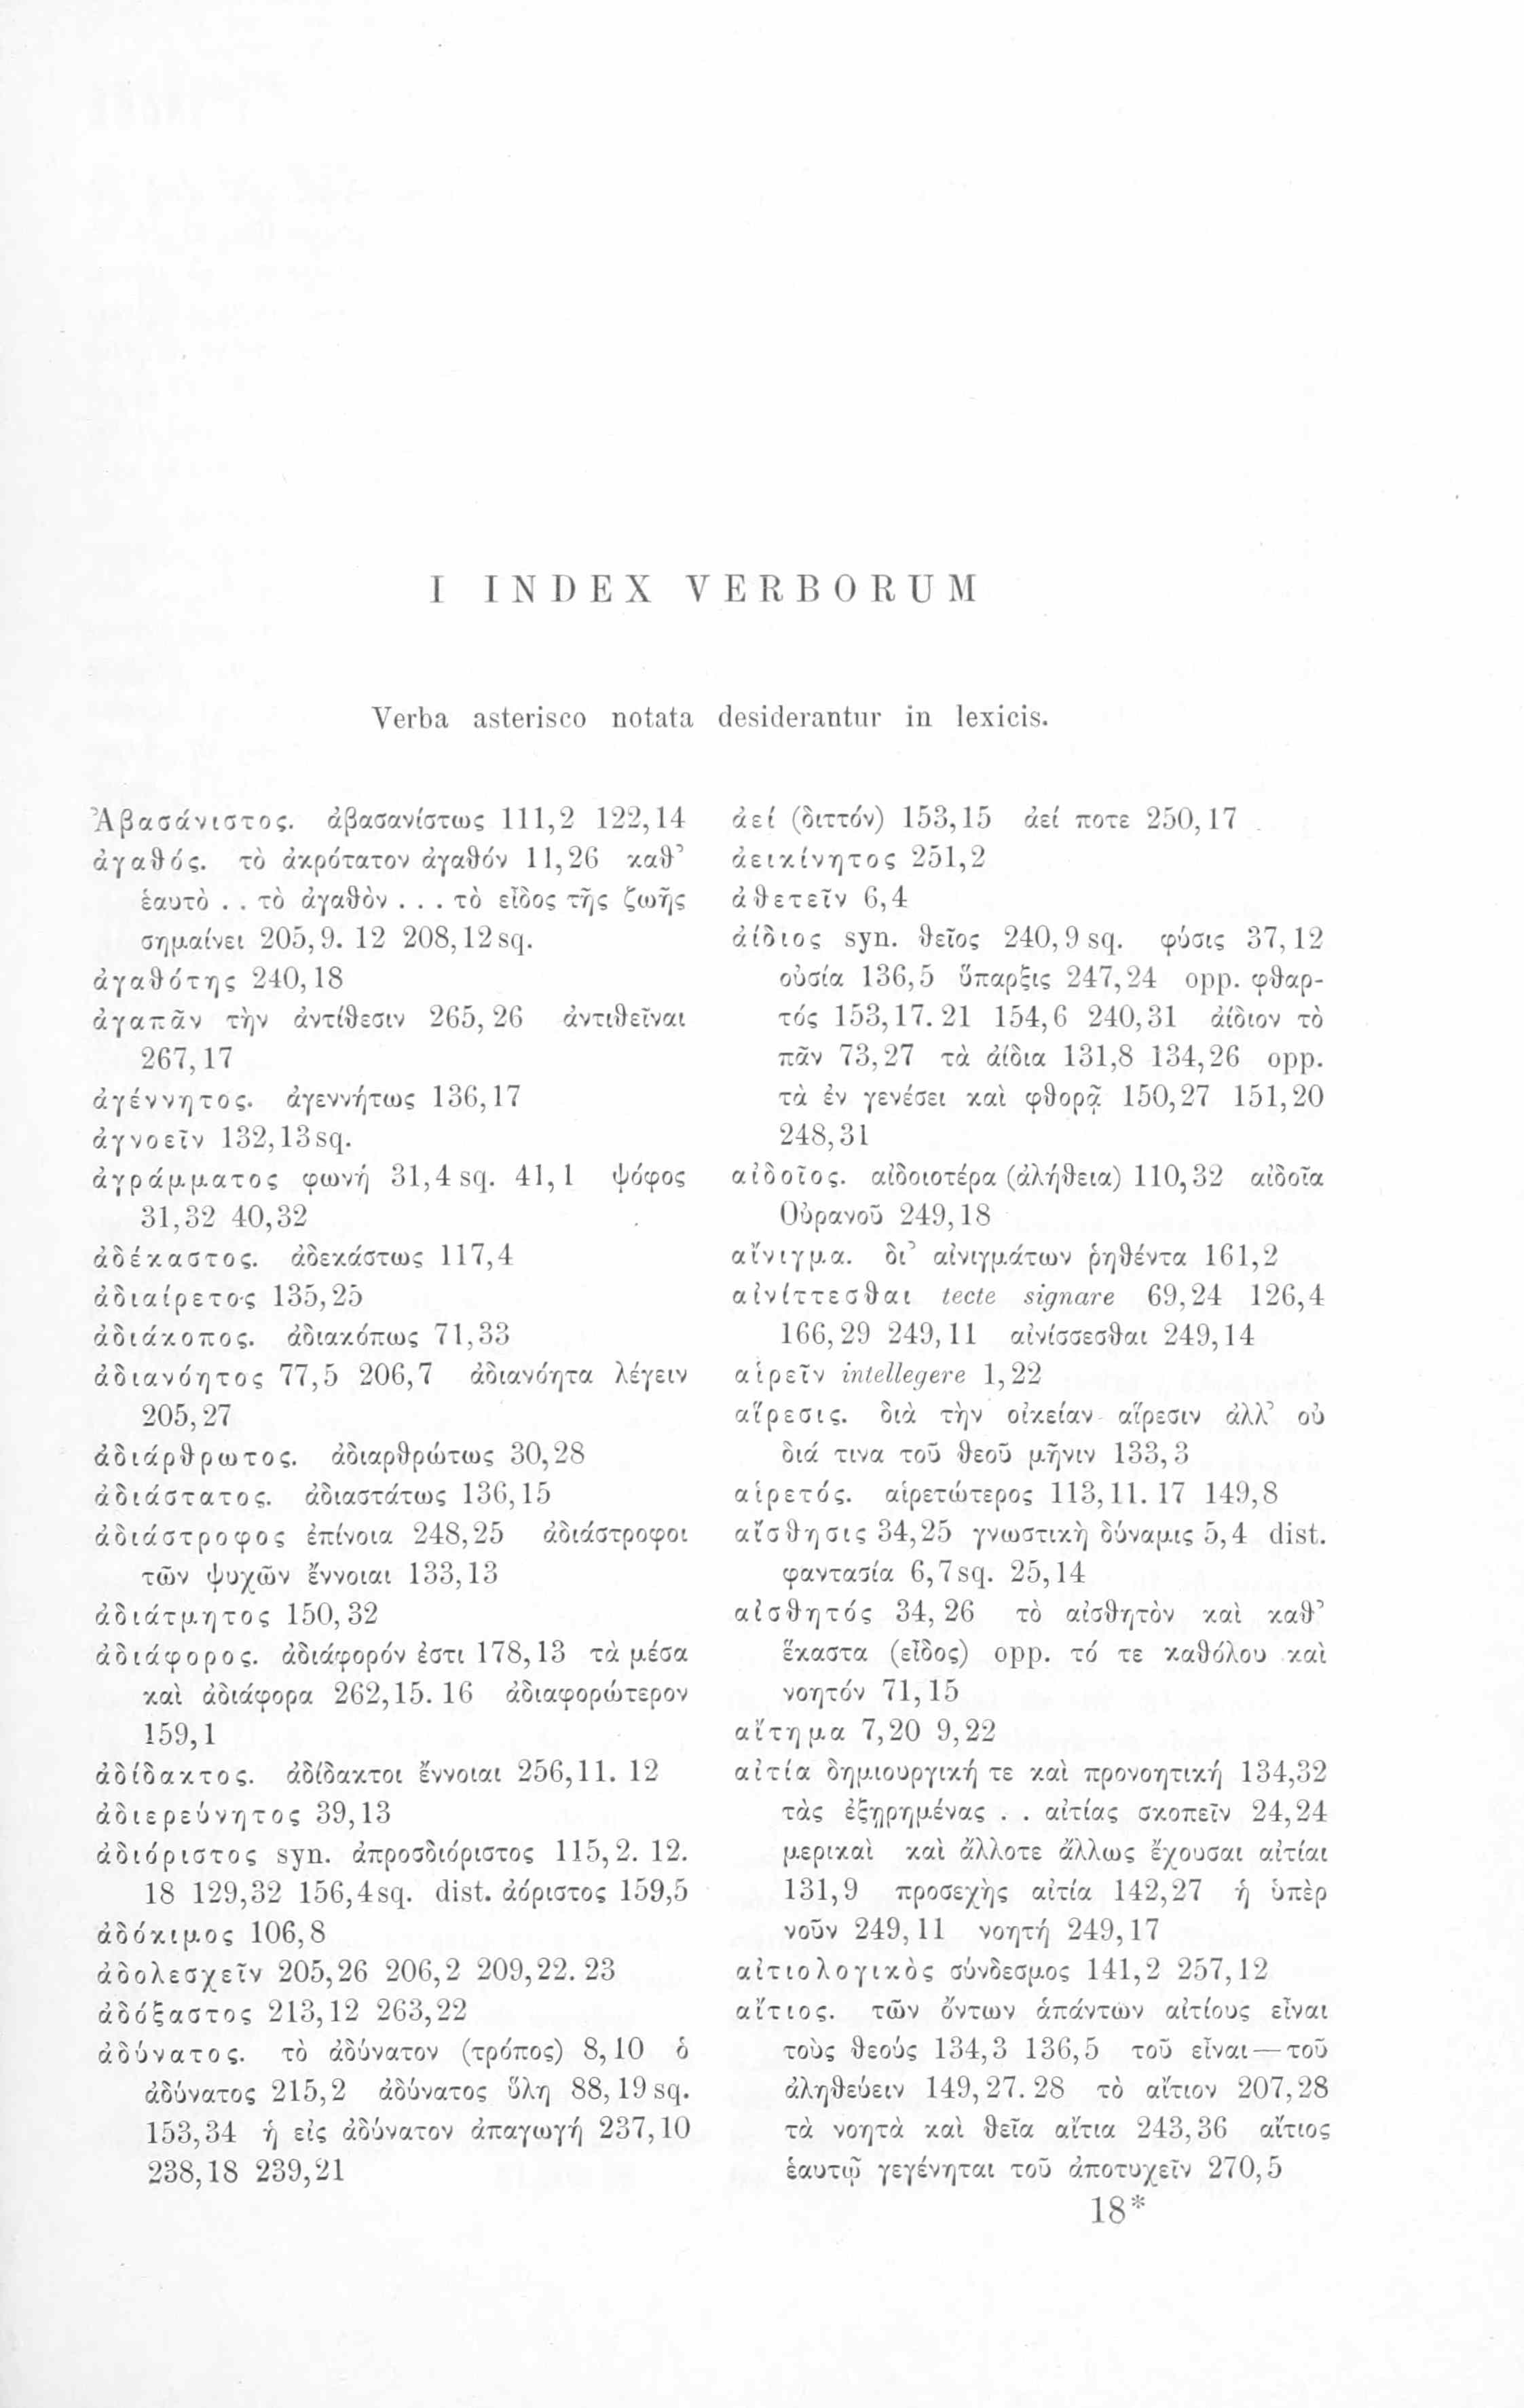 I INDEX VERBORUM
Verba asterisco notata desiderantur in lexicis.
Ἀβασάνιστος. ἀβασανίστως 111,2 122,14
ἀγαθός. τὸ ἀκρότατον ἀγαθόν 11,26 καθ’
ἑαυτὸ . . τὸ ἀγαθὸν . . . τὸ εἶδος τῆς ζωῆς
σημαίνει 205,9. 12 208,12 sq.
ἀγαθότης 240,18
ἀγαπᾶν τὴν ἀντίθεσιν 265,26 ἀντιθεῖναι
267,17
ἀγέννητος. ἀγεννήτως 136,17
ἀγνοεῖν 132,13 sq.
ἀγράμματος φωνή 31,4 sq. 41,1 ψόφος
31,32 40,32
ἀδέκαστος. ἀδεκάστως 117,4
ἀδιαίρετος 135,25
ἀδιάκοπος. ἀδιακόπως 71,33
ἀδιανόητος 77,5 206,7 ἀδιανόητα λέγειν
205,27
ἀδιάρθρωτος. ἀδιαρθρώτως 30,28
ἀδιάστατος. ἀδιαστάτως 136,15
ἀδιάστροφος ἐπίνοια 248,25 ἀδιάστροφοι
τῶν ψυχῶν ἔννοιαι 133,13
ἀδιάτμητος 150,32
ἀδιάφορος. ἀδιάφορόν ἐστι 178,13 τὰ μέσα
καὶ ἀδιάφορα 262,15. 16 ἀδιαφορώτερον
159,1
ἀδίδακτος. ἀδίδακτοι ἔννοιαι 256,11. 12
ἀδιερεύνητος 39,13
ἀδιόριστος syn. ἀπροσδιόριστος 115,2. 12.
18 129,32 156,4 sq. dist. ἀόριστος 159,5
ἀδόκιμος 106,8
ἀδολεσχεῖν 205,26 206,2 209,22. 23
ἀδόξαστος 213,12 263,22
ἀδύνατος. τὸ ἀδύνατον (τρόπος) 8,10 ὁ
ἀδύνατος 215,2 ἀδύνατος ὕλη 88,19 sq.
153,34 ἡ εἰς ἀδύνατον ἀπαγωγή 237,10
238,18 239,21
ἀεί (διττόν) 153,15 ἀεί ποτε 250,17
ἀεικίνητος 251,2
ἀθετεῖν 6,4
ἀίδιος syn. θεῖος 240,9 sq. φύσις 37,12
οὐσία 136,5 ὕπαρξις 247,24 opp. φθαρ-
τός 153,17. 21 154,6 240,31 ἀίδιον τὸ
πᾶν 73,27 τὰ ἀίδια 131,8 134,26 opp.
τὰ ἐν γενέσει καὶ φθορᾷ 150,27 151,20
248,31
αἰδοῖος. αἰδοιοτέρα (ἀλήθεια) 110,32 αἰδοῖα
Οὐρανοῦ 249,18
αἴνιγμα. δι’ αἰνιγμάτων ῥηθέντα 161,2
αἰνίττεσθαι tecte signare 69,24 126,4
166,29 249,11 αἰνίσσεσθαι 249,14
αἱρεῖν intellegere 1,22
αἵρεσις. διὰ τὴν οἰκείαν αἵρεσιν ἀλλ’ οὐ
διά τινα τοῦ θεοῦ μῆνιν 133,3
αἱρετός. αἱρετώτερος 113,11. 17 149,8
αἴσθησις 34,25 γνωστικὴ δύναμις 5,4 dist.
φαντασία 6,7 sq. 25,14
αἰσθητός 34,26 τὸ αἰσθητὸν καὶ καθ’
ἕκαστα (εἶδος) opp. τό τε καθόλου καὶ
νοητόν 71,15
αἴτημα 7,20 9,22
αἰτία δημιουργική τε καὶ προνοητική 134,32
τὰς ἐξῃρημένας . . αἰτίας σκοπεῖν 24,24
μερικαὶ καὶ ἄλλοτε ἄλλως ἔχουσαι αἰτίαι
131,9 προσεχὴς αἰτία 142,27 ἡ ὑπὲρ
νοῦν 249,11 νοητή 249,17
αἰτιολογικὸς σύνδεσμος 141,2 257,12
αἴτιος. τῶν ὄντων ἁπάντων αἰτίους εἶναι
τοὺς θεούς 134,3 136,5 τοῦ εἶναι—τοῦ
ἀληθεύειν 149,27. 28 τὸ αἴτιον 207,28
τὰ νοητὰ καὶ θεῖα αἴτια 243,36 αἴτιος
ἑαυτῷ γεγένηται τοῦ ἀποτυχεῖν 270,5
18*